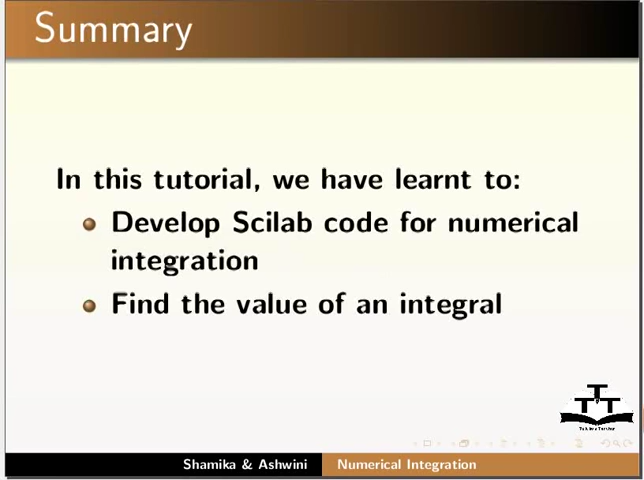 Summary
In this tutorial, we have learnt to:
Develop Scilab code for numerical
integration
Find the value of an integral
TTT
Shamika & Ashwini
Numerical Integration